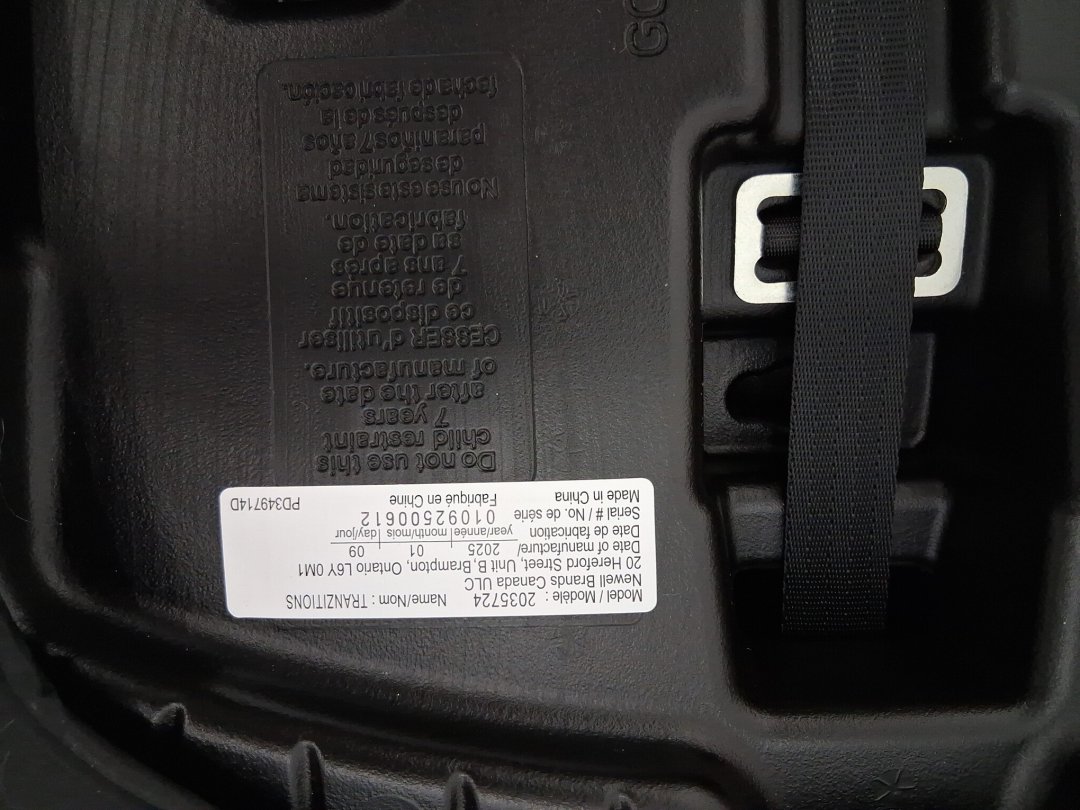 Model / Modèle : 2035724 Name/Nom : TRANZITIONS
Newell Brands Canada ULC
20 Hereford Street, Unit B, Brampton, Ontario L6Y 0M1
Date of manufacture/ 2025 | 01 | 09
Date de fabrication year/année | month/mois | day/jour
Serial # / No. de série 01092500612
Made in China Fabriqué en Chine PD349714D
Do not use this
child restraint
7 years
after the date
of manufacture.
CESSER d'utiliser
ce dispositif
de retenue
7 ans après
sa date de
fabrication.
No use este sistema
de seguridad
para niños 7 años
después de la
fecha de fabricación.